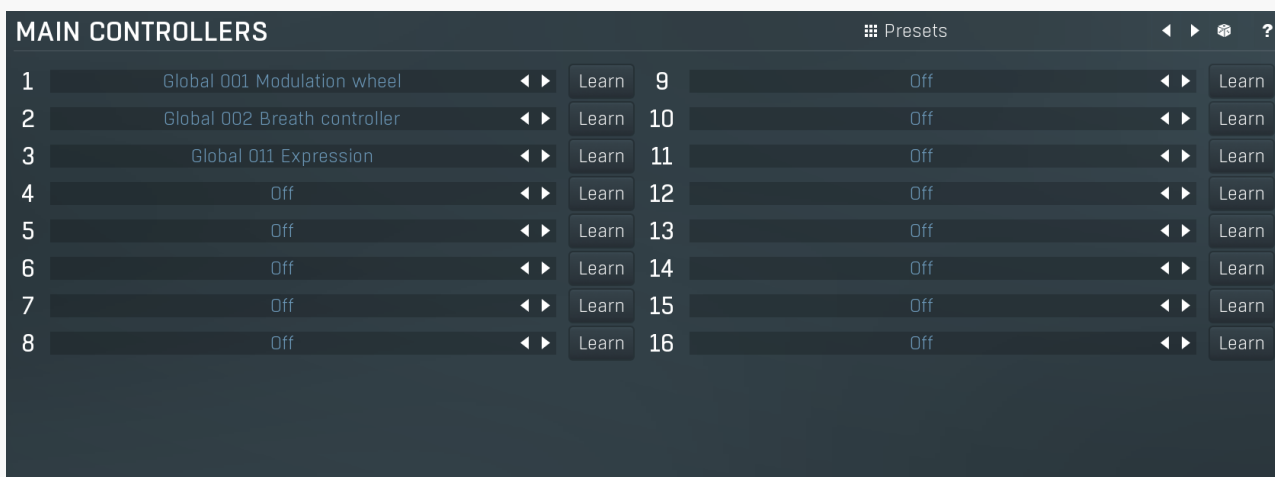 MAIN CONTROLLERS Presets ?
1 Global 001 Modulation wheel Learn 9 Off Learn
2 Global 002 Breath controller Learn 10 Off Learn
3 Global 011 Expression Learn 11 Off Learn
4 Off Learn 12 Off Learn
5 Off Learn 13 Off Learn
6 Off Learn 14 Off Learn
7 Off Learn 15 Off Learn
8 Off Learn 16 Off Learn